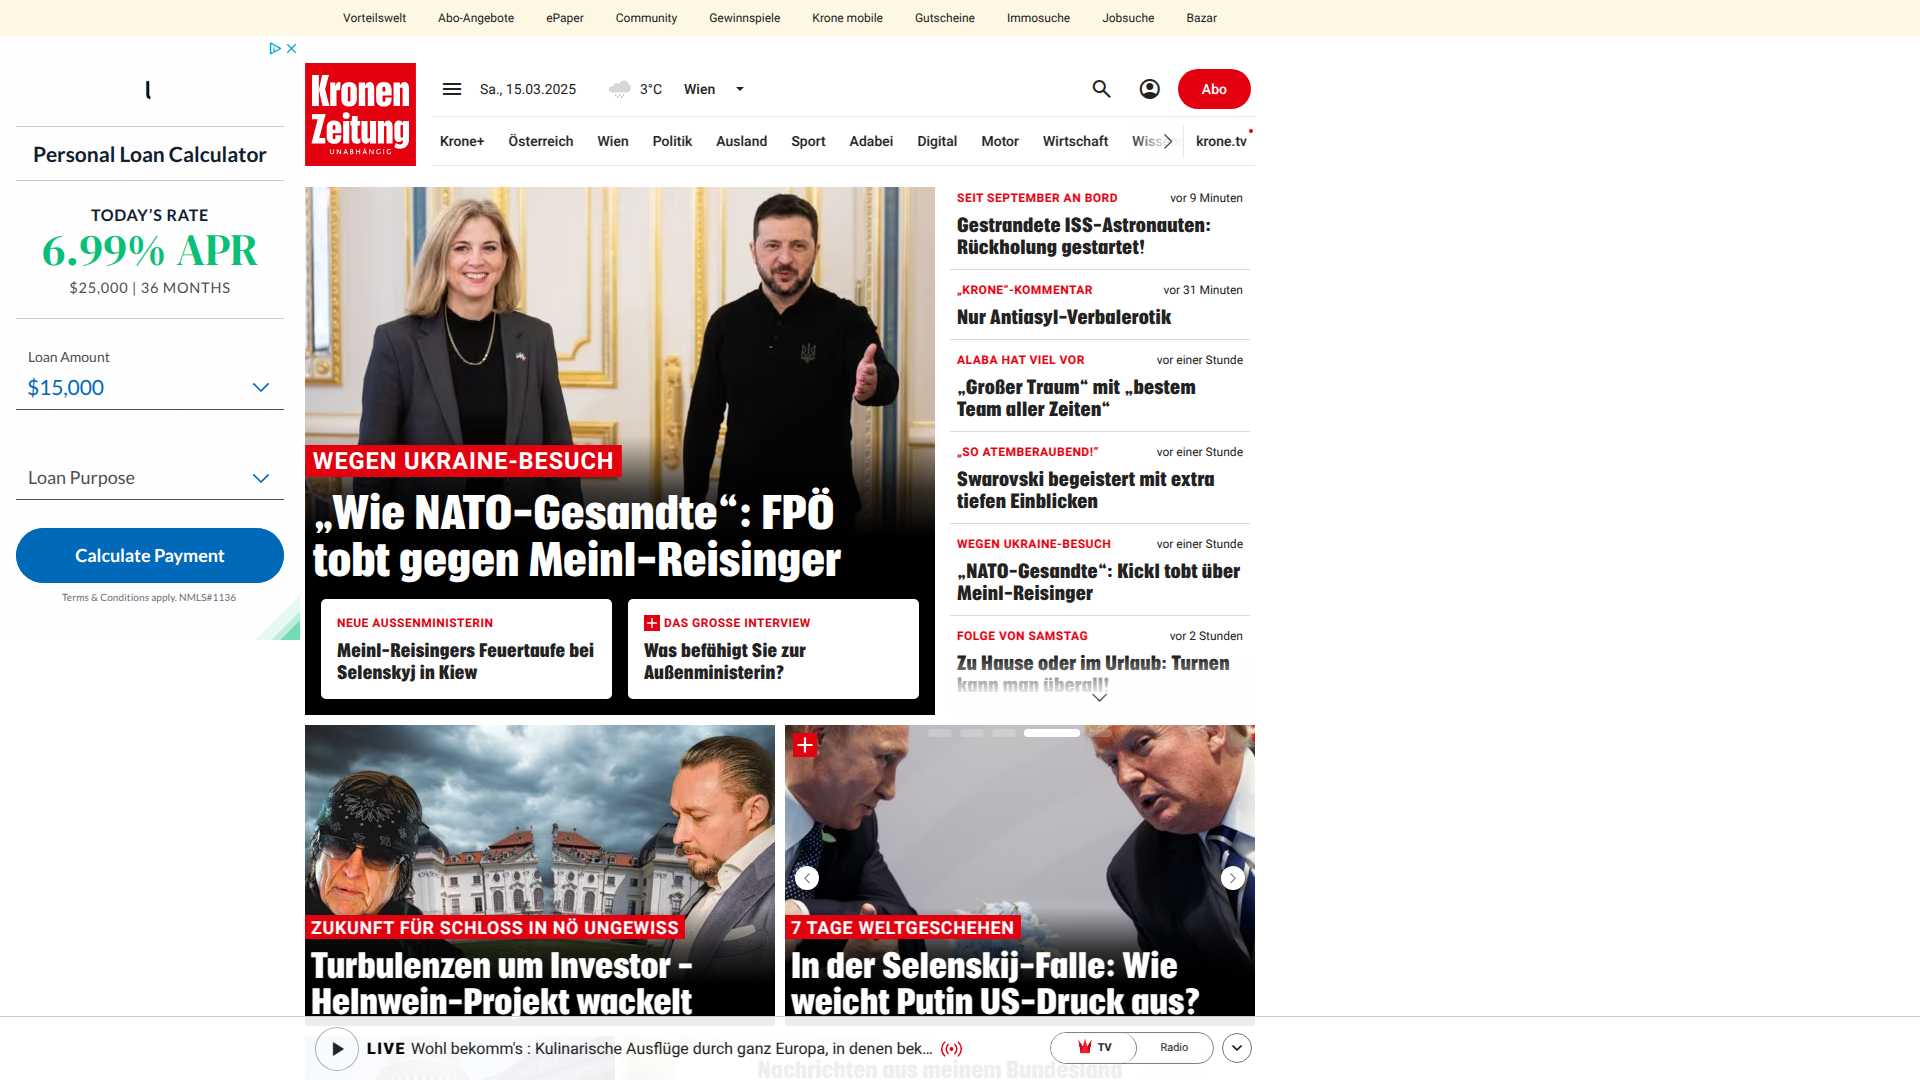 Vorteilswelt Abo-Angebote ePaper Community Gewinnspiele Krone mobile Gutscheine Immosuche Jobsuche Bazar
Personal Loan Calculator
TODAY'S RATE
6.99% APR
$25,000 | 36 MONTHS
Loan Amount
$15,000
Loan Purpose
Calculate Payment
Terms & Conditions apply. NMLS#1136
Kronen
Zeitung
UNABHÄNGIG
Sa., 15.03.2025 3°C Wien
Abo
Krone+ Österreich Wien Politik Ausland Sport Adabei Digital Motor Wirtschaft krone.tv
WEGEN UKRAINE-BESUCH
„Wie NATO-Gesandte“: FPÖ
tobt gegen Meinl-Reisinger
NEUE AUSSENMINISTERIN
Meinl-Reisingers Feuertaufe bei
Selenskyj in Kiew
DAS GROSSE INTERVIEW
Was befähigt Sie zur
Außenministerin?
SEIT SEPTEMBER AN BORD vor 9 Minuten
Gestrandete ISS-Astronauten:
Rückholung gestartet!
„KRONE“-KOMMENTAR vor 31 Minuten
Nur Antiasyl-Verbalerotik
ALABA HAT VIEL VOR vor einer Stunde
„Großer Traum“ mit „bestem
Team aller Zeiten“
„SO ATEMBERAUBEND!“ vor einer Stunde
Swarovski begeistert mit extra
tiefen Einblicken
WEGEN UKRAINE-BESUCH vor einer Stunde
„NATO-Gesandte“: Kickl tobt über
Meinl-Reisinger
FOLGE VON SAMSTAG vor 2 Stunden
Zu Hause oder im Urlaub: Turnen
kann man überall!
ZUKUNFT FÜR SCHLOSS IN NÖ UNGEWISS
Turbulenzen um Investor –
Helnwein-Projekt wackelt
7 TAGE WELTGESCHEHEN
In der Selenskij-Falle: Wie
weicht Putin US-Druck aus?
LIVE Wohl bekomm's : Kulinarische Ausflüge durch ganz Europa, in denen bek...
TV Radio
Nachrichten aus meinem Bundesland